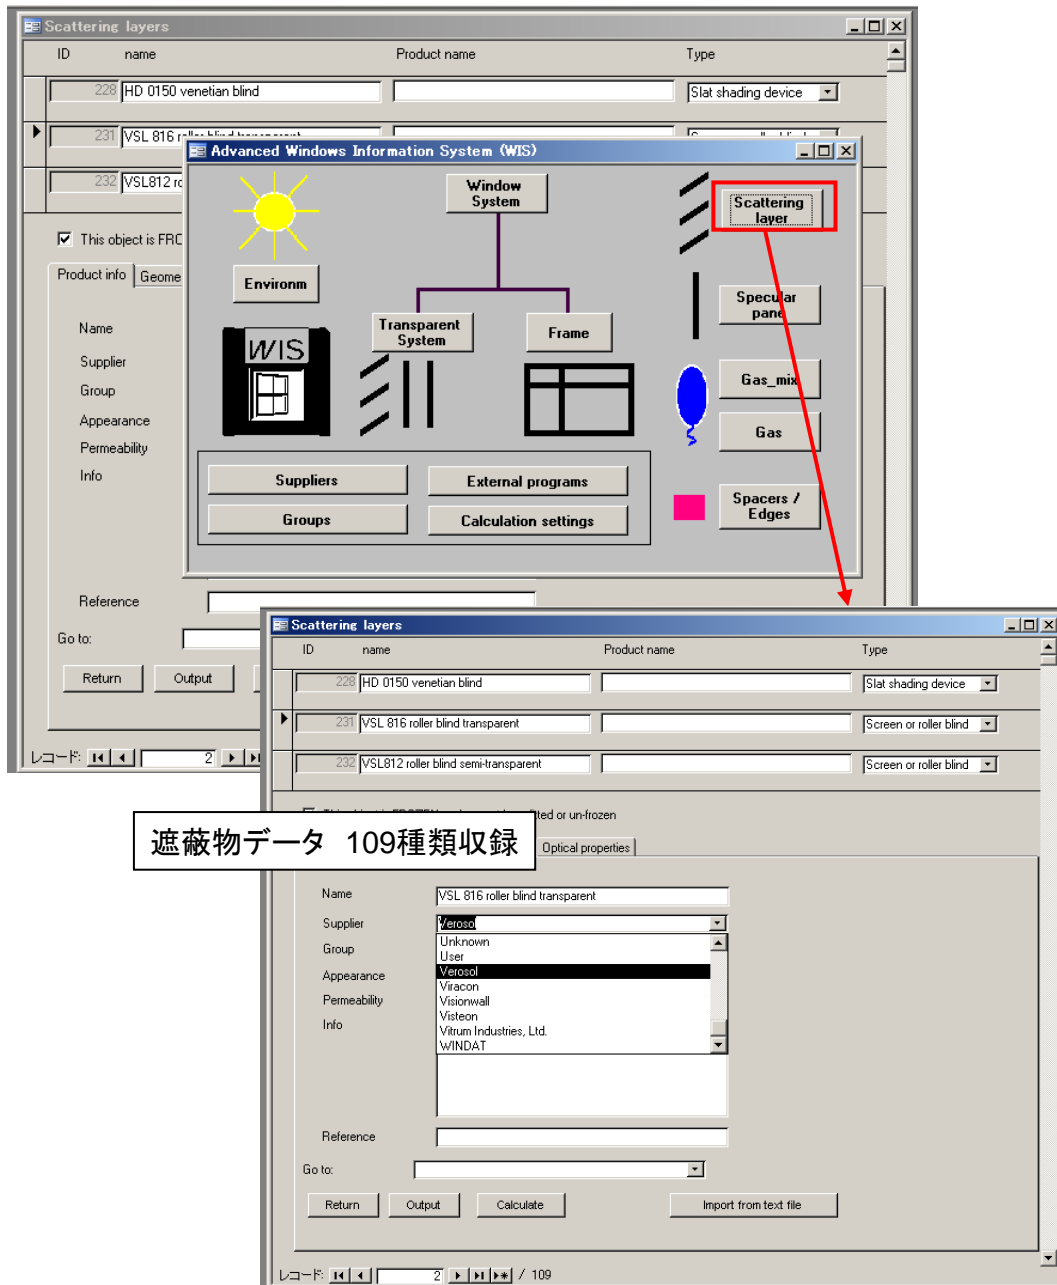 Scattering layers
ID name Product name Type
228 HD 0150 venetian blind Slat shading device
231 VSL 816 roller blind transparent
232 VSL812 ro
This object is FRO
Product info Geome
Name
Supplier
Group
Appearance
Permeability
Info
Reference
Go to:
Return Output
レコード: 2
Advanced Windows Information System (WIS)
Window
System
Scattering
layer
Environm
Specular
pane
Transparent
System
Frame
WIS
Gas_mix
Gas
Suppliers External programs
Groups Calculation settings
Spacers /
Edges
Scattering layers
ID name Product name Type
228 HD 0150 venetian blind Slat shading device
231 VSL 816 roller blind transparent Screen or roller blind
232 VSL812 roller blind semi-transparent Screen or roller blind
or un-frozen
遮蔽物データ 109種類収録
Optical properties
Name VSL 816 roller blind transparent
Supplier Verosol
Group
Appearance
Permeability
Info
Unknown
User
Verosol
Viracon
Visionwall
Visteon
Vitrum Industries, Ltd.
WINDAT
Reference
Go to:
Return Output Calculate Import from text file
レコード: 2 / 109